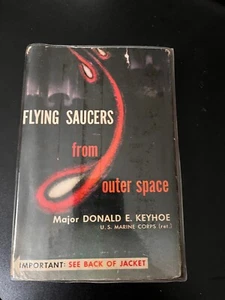 FLYING SAUCERS
from
outer space
Major DONALD E. KEYHOE
U. S. MARINE CORPS (ret.)
IMPORTANT: SEE BACK OF JACKET